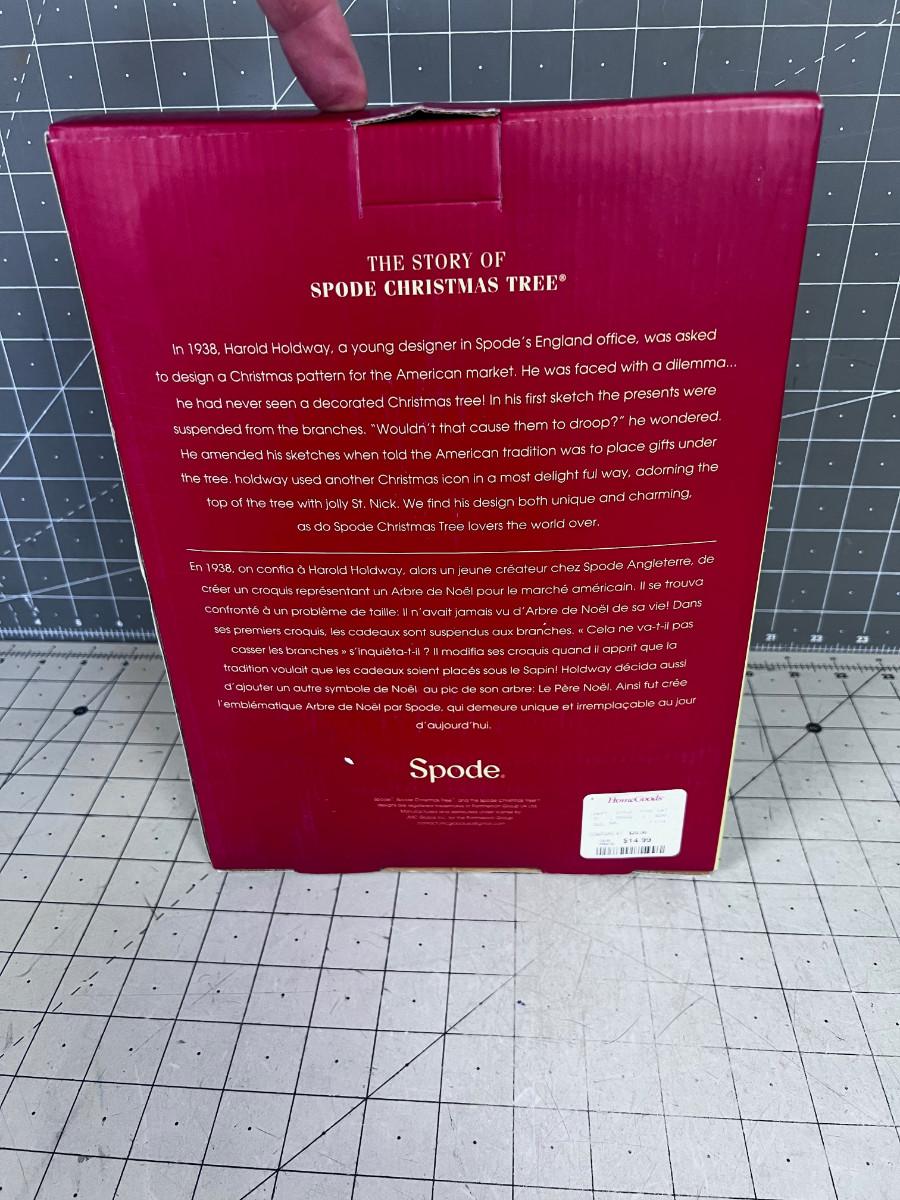 THE STORY OF
SPODE CHRISTMAS TREE®
In 1938, Harold Holdway, a young designer in Spode's England office, was asked
to design a Christmas pattern for the American market. He was faced with a dilemma...
he had never seen a decorated Christmas tree! In his first sketch the presents were
suspended from the branches. "Wouldn't that cause them to droop?" he wondered.
He amended his sketches when told the American tradition was to place gifts under
the tree. holdway used another Christmas icon in a most delight ful way, adorning the
top of the tree with jolly St. Nick. We find his design both unique and charming,
as do Spode Christmas Tree lovers the world over.
En 1938, on confia à Harold Holdway, alors un jeune créateur chez Spode Angleterre, de
créer un croquis représentant un Arbre de Noël pour le marché américain. Il se trouva
confronté à un problème de taille: il n'avait jamais vu d'Arbre de Noël de sa vie! Dans
ses premiers croquis, les cadeaux sont suspendus aux branches. « Cela ne va-t-il pas
casser les branches » s'inquièta-t-il ? Il modifia ses croquis quand il apprit que la
tradition voulait que les cadeaux soient placés sous le Sapin! Holdway décida aussi
d'ajouter un autre symbole de Noël au pic de son arbre: Le Père Noël. Ainsi fut crée
l'emblématique Arbre de Noël par Spode, qui demeure unique et irremplaçable au jour
d'aujourd'hui.
Spode®
HomeGoods
COMPARE AT $20.00
$14.99
21 22 23